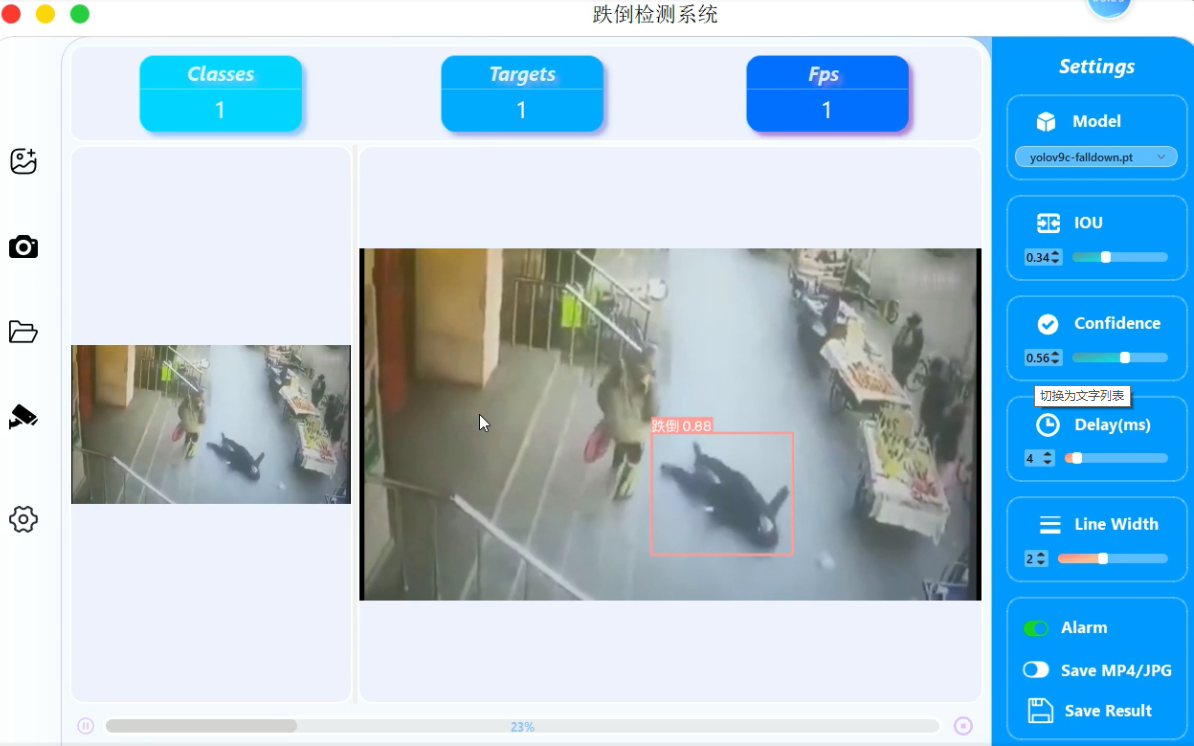 跌倒检测系统
Classes
1
Targets
1
Fps
1
跌倒 0.88
23%
Settings
Model
yolov9c-falldown.pt
IOU
0.34
Confidence
0.56
切换为文字列表
Delay(ms)
4
Line Width
2
Alarm
Save MP4/JPG
Save Result